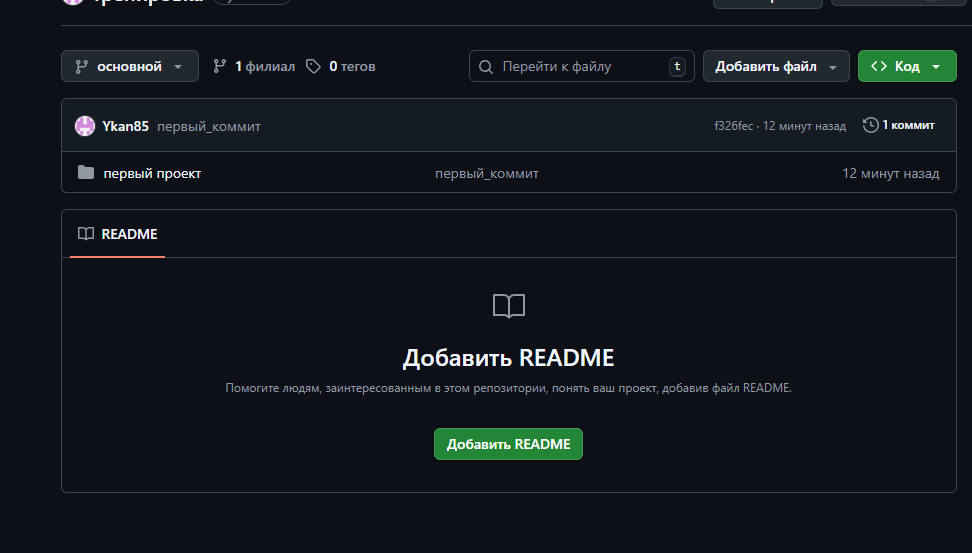 основной
1 филиал
0 тегов
Перейти к файлу
t
Добавить файл
Код
Ykan85 первый_коммит
f326fec · 12 минут назад
1 коммит
первый проект
первый_коммит
12 минут назад
README
Добавить README
Помогите людям, заинтересованным в этом репозитории, понять ваш проект, добавив файл README.
Добавить README